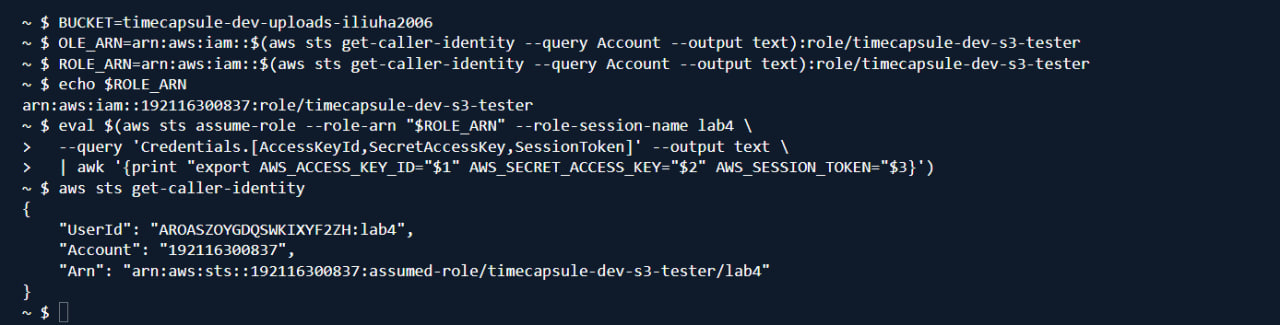 ~ $ BUCKET=timecapsule-dev-uploads-iliuha2006
~ $ OLE_ARN=arn:aws:iam::$(aws sts get-caller-identity --query Account --output text):role/timecapsule-dev-s3-tester
~ $ ROLE_ARN=arn:aws:iam::$(aws sts get-caller-identity --query Account --output text):role/timecapsule-dev-s3-tester
~ $ echo $ROLE_ARN
arn:aws:iam::192116300837:role/timecapsule-dev-s3-tester
~ $ eval $(aws sts assume-role --role-arn "$ROLE_ARN" --role-session-name lab4 \
>   --query 'Credentials.[AccessKeyId,SecretAccessKey,SessionToken]' --output text \
>   | awk '{print "export AWS_ACCESS_KEY_ID="$1" AWS_SECRET_ACCESS_KEY="$2" AWS_SESSION_TOKEN="$3}')
~ $ aws sts get-caller-identity
{
    "UserId": "AROASZOYGDQSWKIXYF2ZH:lab4",
    "Account": "192116300837",
    "Arn": "arn:aws:sts::192116300837:assumed-role/timecapsule-dev-s3-tester/lab4"
}
~ $